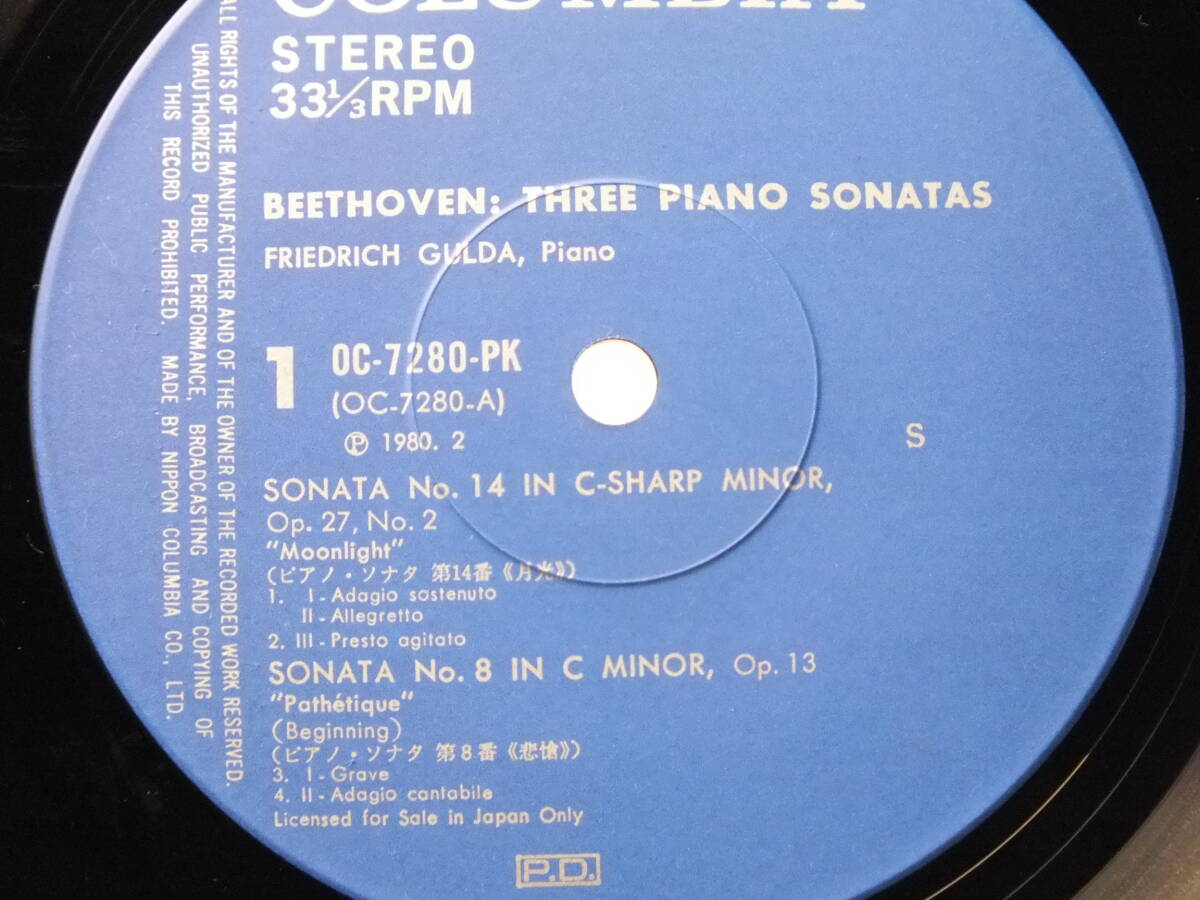 COLUMBIA
STEREO
33⅓RPM
BEETHOVEN: THREE PIANO SONATAS
FRIEDRICH GULDA, Piano
1
OC-7280-PK
(OC-7280-A)
Ⓟ 1980. 2
S
SONATA No. 14 IN C-SHARP MINOR,
Op. 27, No. 2
"Moonlight"
(ピアノ・ソナタ 第14番《月光》)
1. I - Adagio sostenuto
II - Allegretto
2. III - Presto agitato
SONATA No. 8 IN C MINOR, Op. 13
"Pathétique"
(Beginning)
(ピアノ・ソナタ 第8番《悲愴》)
3. I - Grave
4. II - Adagio cantabile
Licensed for Sale in Japan Only
P.D.
ALL RIGHTS OF THE MANUFACTURER AND OF THE OWNER OF THE RECORDED WORK RESERVED.
UNAUTHORIZED PUBLIC PERFORMANCE, BROADCASTING AND COPYING OF
THIS RECORD PROHIBITED. MADE BY NIPPON COLUMBIA CO., LTD.